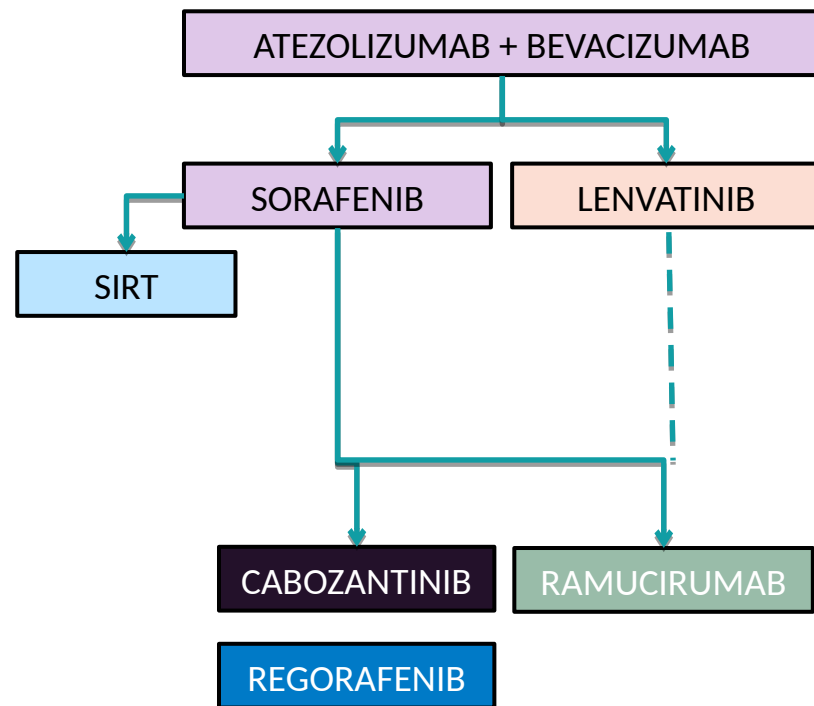 ATEZOLIZUMAB + BEVACIZUMAB
SORAFENIB
LENVATINIB
SIRT
CABOZANTINIB
RAMUCIRUMAB
REGORAFENIB